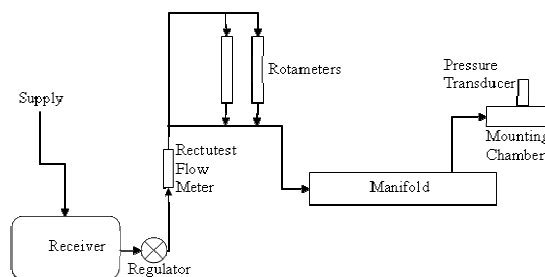 Supply
Rotameters
Pressure
Transducer
Mounting
Chamber
Rectutest
Flow
Meter
Manifold
Receiver
Regulator